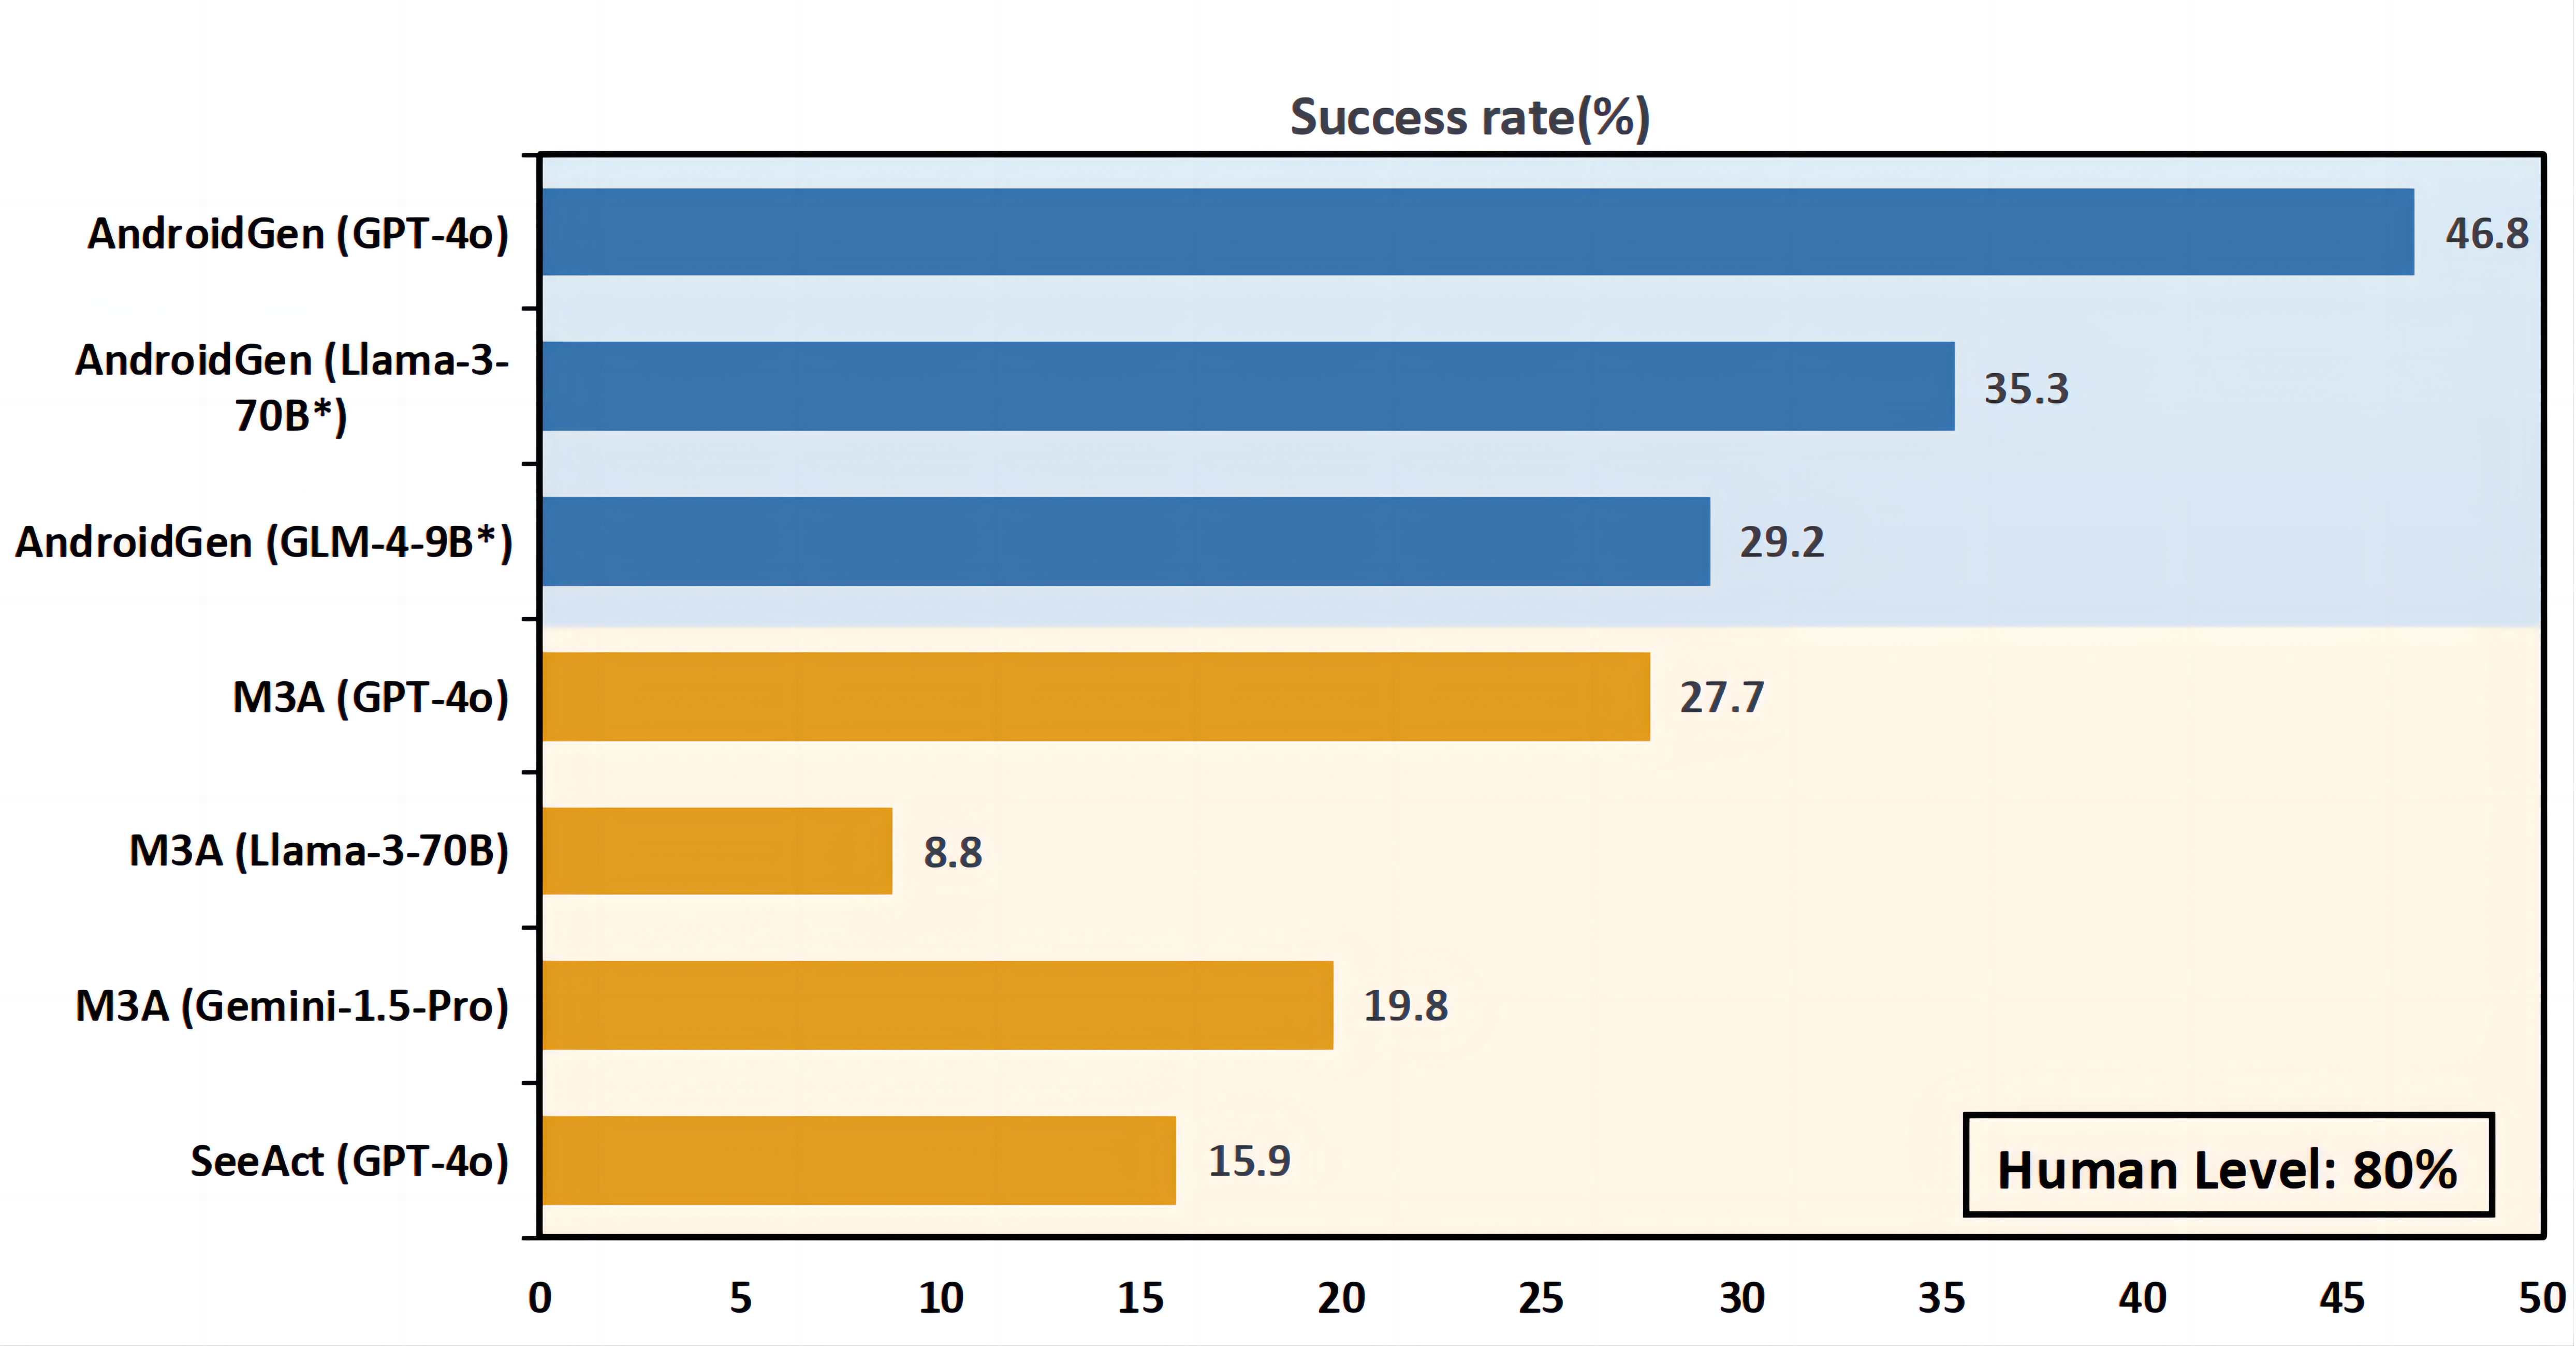 Success rate(%)
AndroidGen (GPT-4o)
46.8
AndroidGen (Llama-3-
70B*)
35.3
AndroidGen (GLM-4-9B*)
29.2
M3A (GPT-4o)
27.7
M3A (Llama-3-70B)
8.8
M3A (Gemini-1.5-Pro)
19.8
SeeAct (GPT-4o)
15.9
Human Level: 80%
0 5 10 15 20 25 30 35 40 45 50